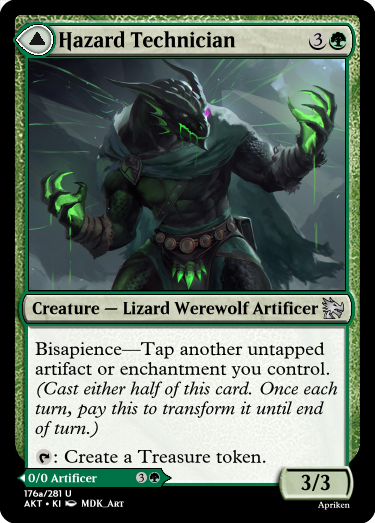 Hazard Technician 3
Creature — Lizard Werewolf Artificer
Bisapience—Tap another untapped
artifact or enchantment you control.
(Cast either half of this card. Once each
turn, pay this to transform it until end
of turn.)
: Create a Treasure token.
0/0 Artificer 3
3/3
176a/281 U
AKT • KI MDK_Art
Apriken